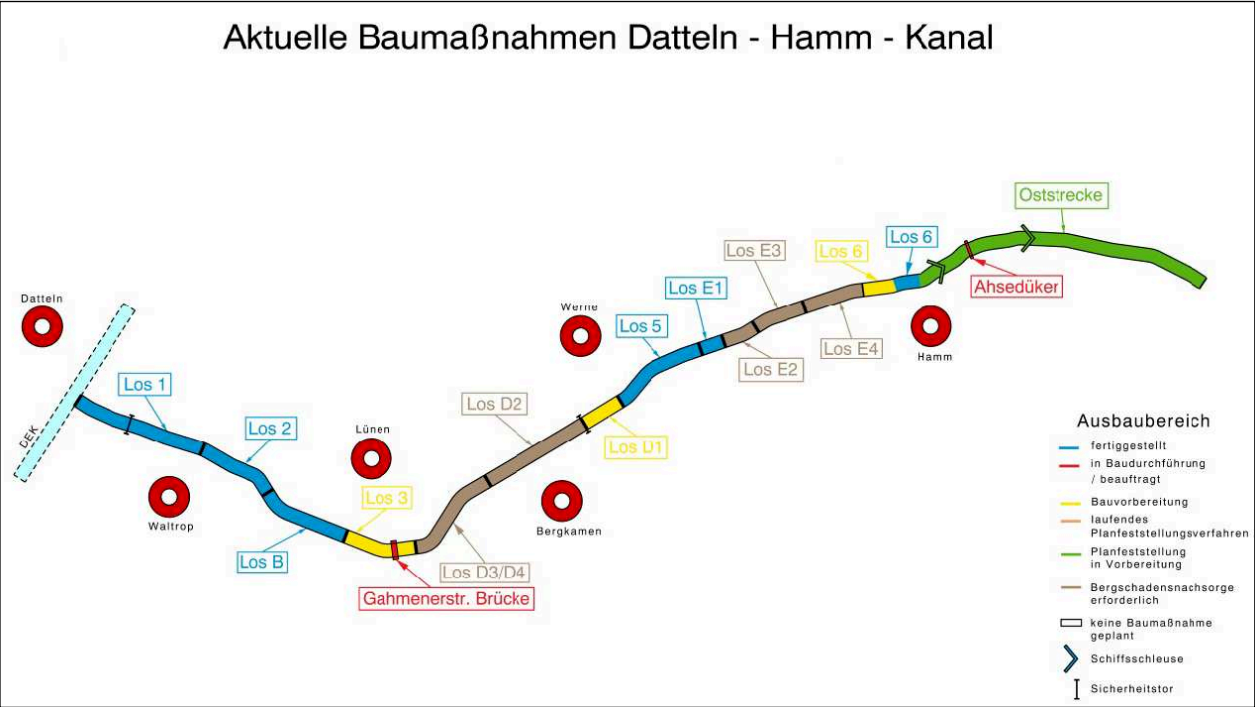 Aktuelle Baumaßnahmen Datteln - Hamm - Kanal
Oststrecke
Los 6
Los 6
Los E3
Ahsedüker
Los E1
Datteln
Werne
Los 5
Los E4
Hamm
Los E2
Los 1
Los D2
DEK
Los 2
Lünen
Los D1
Waltrop
Los 3
Bergkamen
Los B
Los D3/D4
Gahmenerstr. Brücke
Ausbaubereich
fertiggestellt
in Baudurchführung
/ beauftragt
Bauvorbereitung
laufendes
Planfeststellungsverfahren
Planfeststellung
in Vorbereitung
Bergschadensnachsorge
erforderlich
keine Baumaßnahme
geplant
Schiffsschleuse
Sicherheitstor